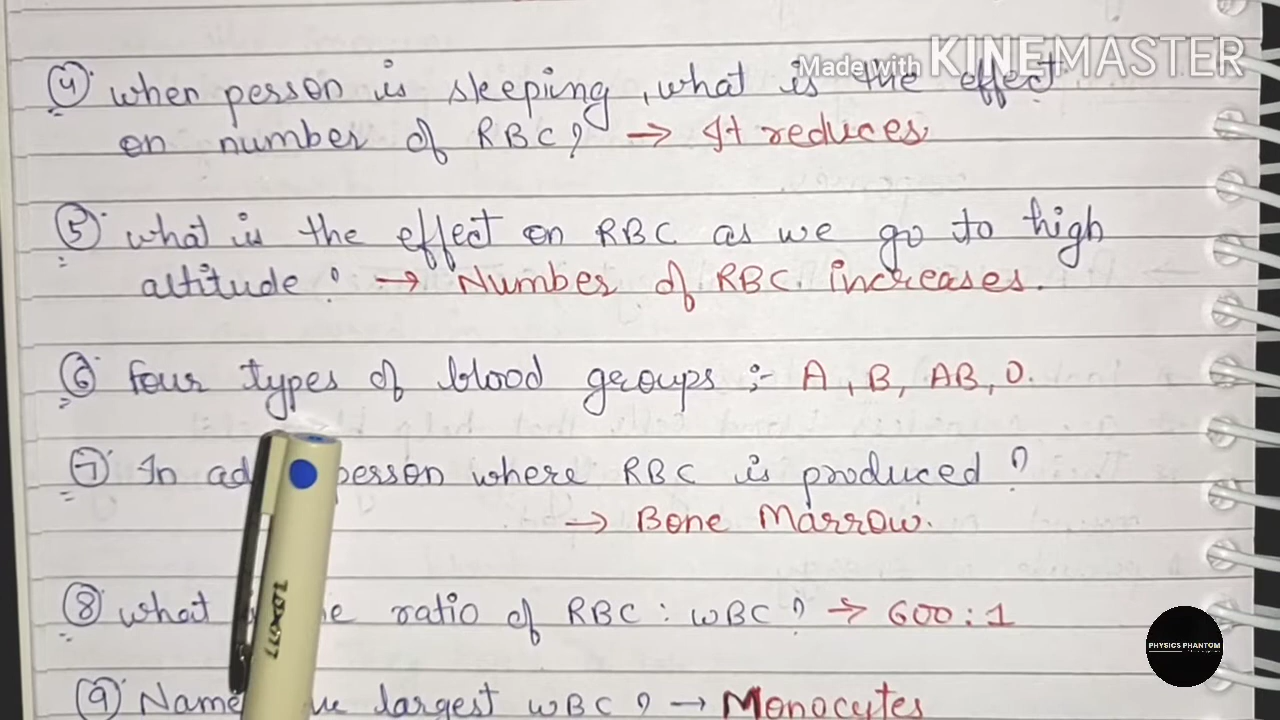 Made with KINEMASTER
④ when person is sleeping, what is the effect
on number of RBC? → It reduces.
⑤ what is the effect on RBC as we go to high
altitude? → Number of RBC increases.
⑥ four types of blood groups :- A, B, AB, O.
⑦ In person where RBC is produced?
→ Bone Marrow.
⑧ what ratio of RBC : WBC? → 600 : 1
⑨ Name largest WBC? → Monocytes
PHYSICS PHANTOM